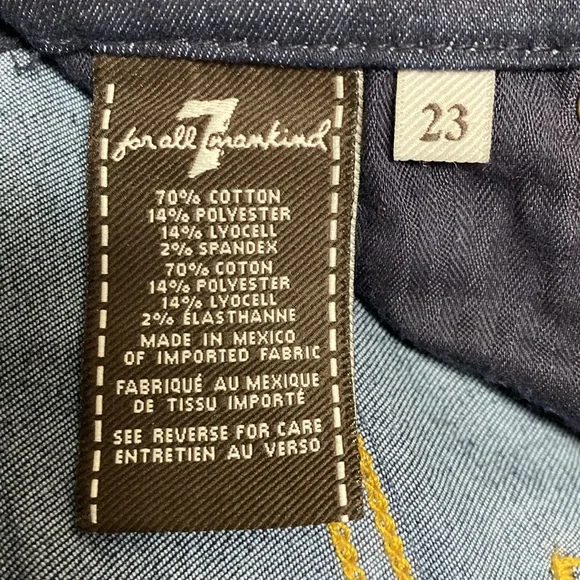 7
for all mankind
23
70% COTTON
14% POLYESTER
14% LYOCELL
2% SPANDEX
70% COTON
14% POLYESTER
14% LYOCELL
2% ÉLASTHANNE
MADE IN MEXICO
OF IMPORTED FABRIC
FABRIQUÉ AU MEXIQUE
DE TISSU IMPORTÉ
SEE REVERSE FOR CARE
ENTRETIEN AU VERSO